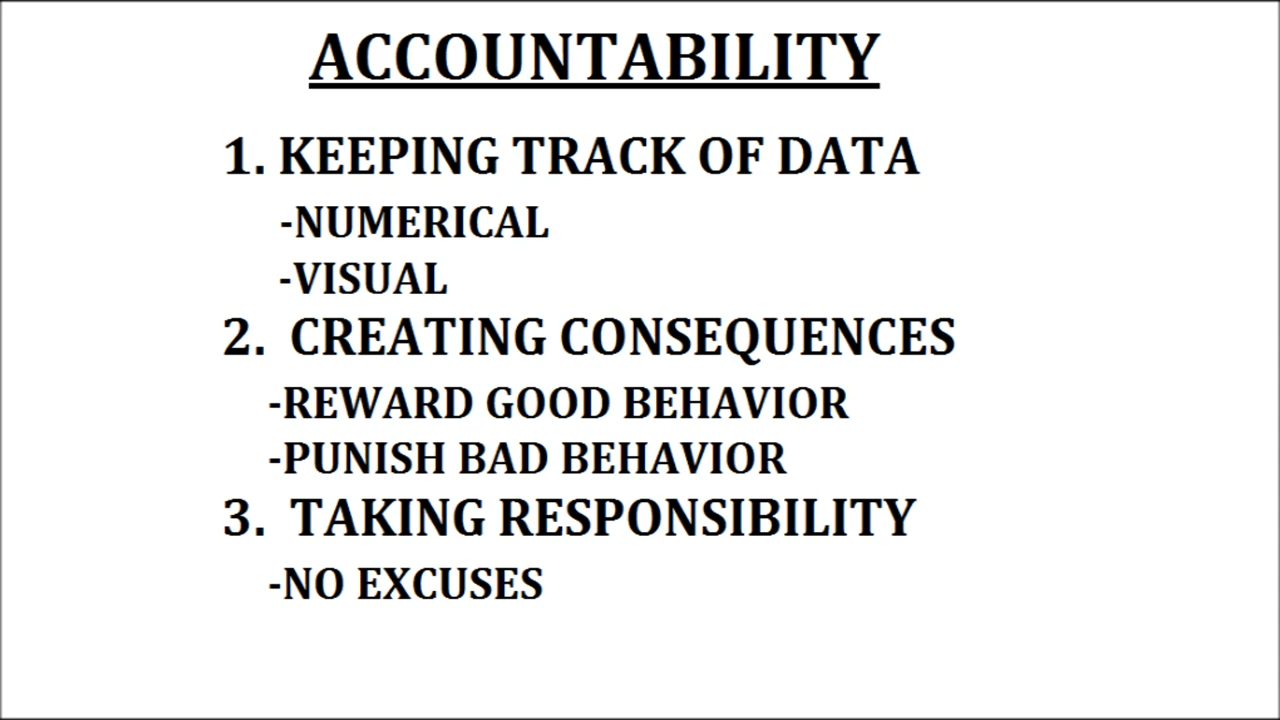 ACCOUNTABILITY
1. KEEPING TRACK OF DATA
-NUMERICAL
-VISUAL
2. CREATING CONSEQUENCES
-REWARD GOOD BEHAVIOR
-PUNISH BAD BEHAVIOR
3. TAKING RESPONSIBILITY
-NO EXCUSES